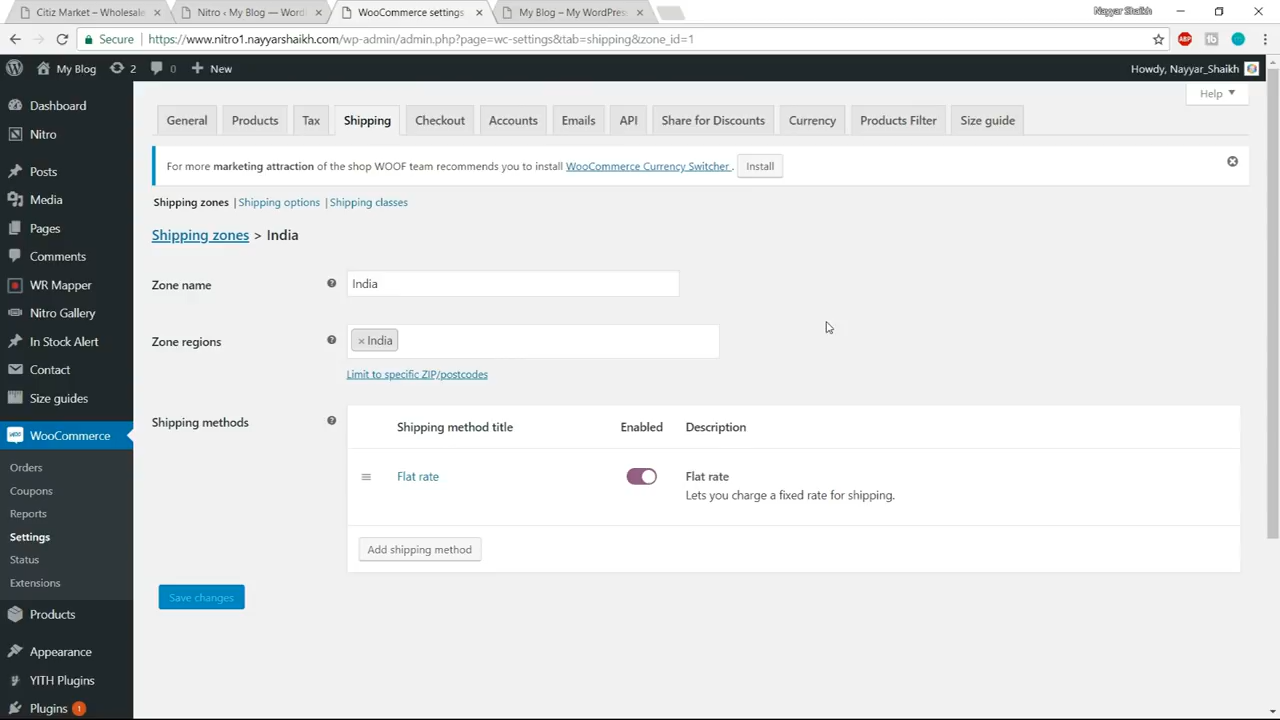 Citiz Market – Wholesale
Nitro ‹ My Blog — Word
WooCommerce settings
My Blog – My WordPress
Nayyar Shaikh
Secure
https://www.nitro1.nayyarshaikh.com/wp-admin/admin.php?page=wc-settings&tab=shipping&zone_id=1
ABP
My Blog
2
0
New
Howdy, Nayyar_Shaikh
Help
General
Products
Tax
Shipping
Checkout
Accounts
Emails
API
Share for Discounts
Currency
Products Filter
Size guide
For more marketing attraction of the shop WOOF team recommends you to install WooCommerce Currency Switcher .
Install
Shipping zones | Shipping options | Shipping classes
Shipping zones > India
Zone name
India
Zone regions
× India
Limit to specific ZIP/postcodes
Shipping methods
Shipping method title
Enabled
Description
Flat rate
Flat rate
Lets you charge a fixed rate for shipping.
Add shipping method
Save changes
Dashboard
Nitro
Posts
Media
Pages
Comments
WR Mapper
Nitro Gallery
In Stock Alert
Contact
Size guides
WooCommerce
Orders
Coupons
Reports
Settings
Status
Extensions
Products
Appearance
YITH Plugins
Plugins 1